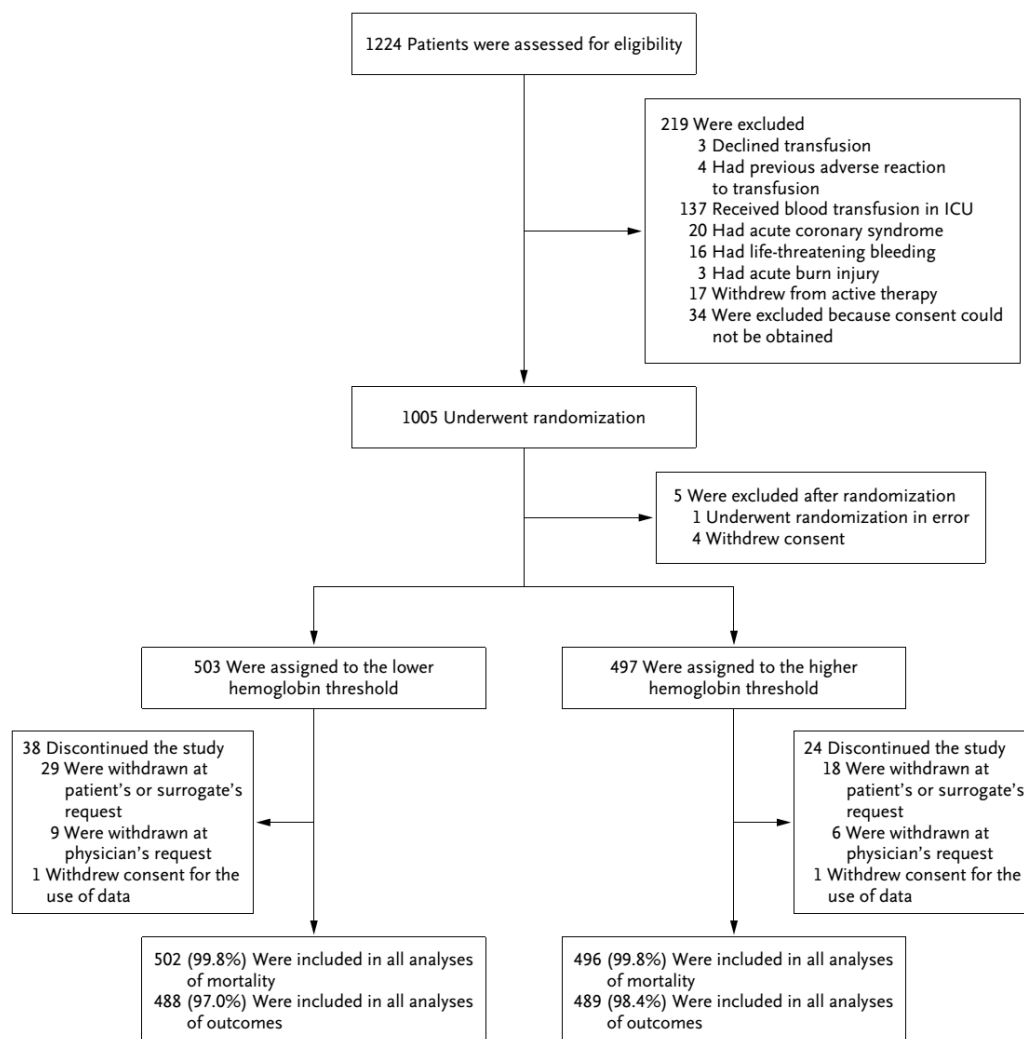 1224 Patients were assessed for eligibility
219 Were excluded
3 Declined transfusion
4 Had previous adverse reaction
to transfusion
137 Received blood transfusion in ICU
20 Had acute coronary syndrome
16 Had life-threatening bleeding
3 Had acute burn injury
17 Withdrew from active therapy
34 Were excluded because consent could
not be obtained
1005 Underwent randomization
5 Were excluded after randomization
1 Underwent randomization in error
4 Withdrew consent
503 Were assigned to the lower
hemoglobin threshold
497 Were assigned to the higher
hemoglobin threshold
38 Discontinued the study
29 Were withdrawn at
patient's or surrogate's
request
9 Were withdrawn at
physician's request
1 Withdrew consent for the
use of data
24 Discontinued the study
18 Were withdrawn at
patient's or surrogate's
request
6 Were withdrawn at
physician's request
1 Withdrew consent for the
use of data
502 (99.8%) Were included in all analyses
of mortality
488 (97.0%) Were included in all analyses
of outcomes
496 (99.8%) Were included in all analyses
of mortality
489 (98.4%) Were included in all analyses
of outcomes